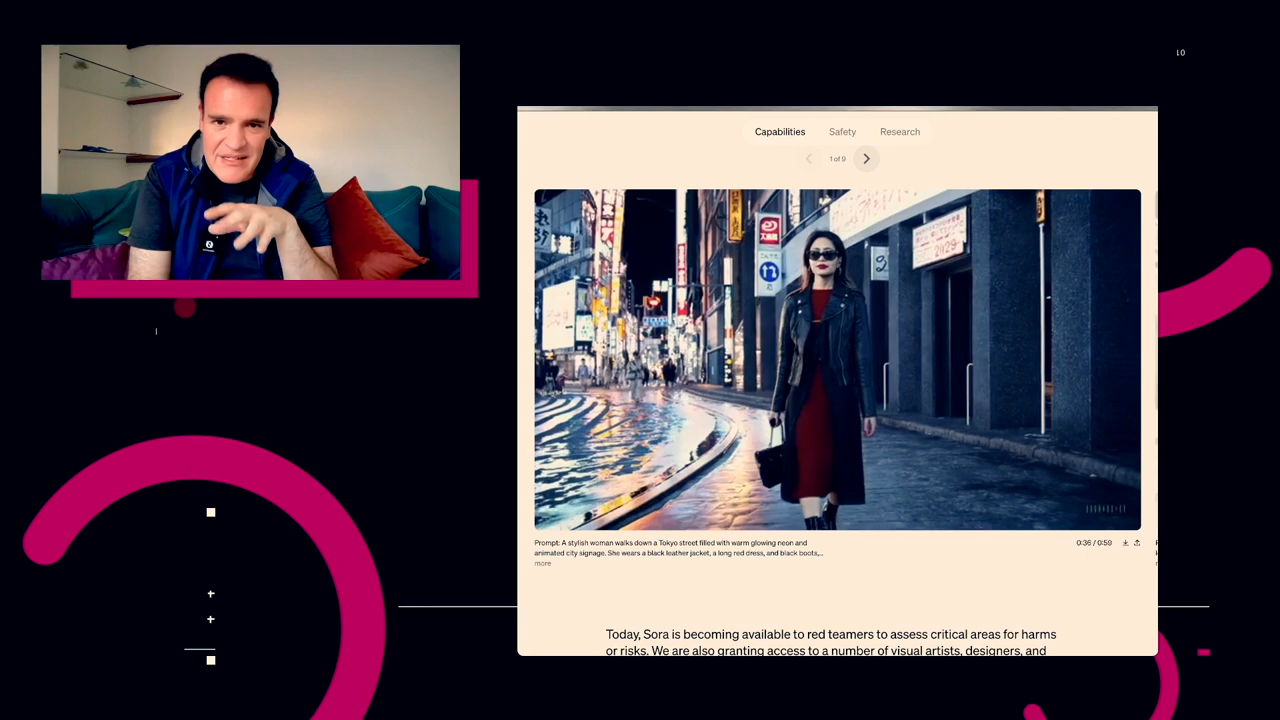 01
Capabilities
Safety
Research
1 of 9
Prompt: A stylish woman walks down a Tokyo street filled with warm glowing neon and
animated city signage. She wears a black leather jacket, a long red dress, and black boots,...
more
0:36 / 0:59
Today, Sora is becoming available to red teamers to assess critical areas for harms
or risks. We are also granting access to a number of visual artists, designers, and